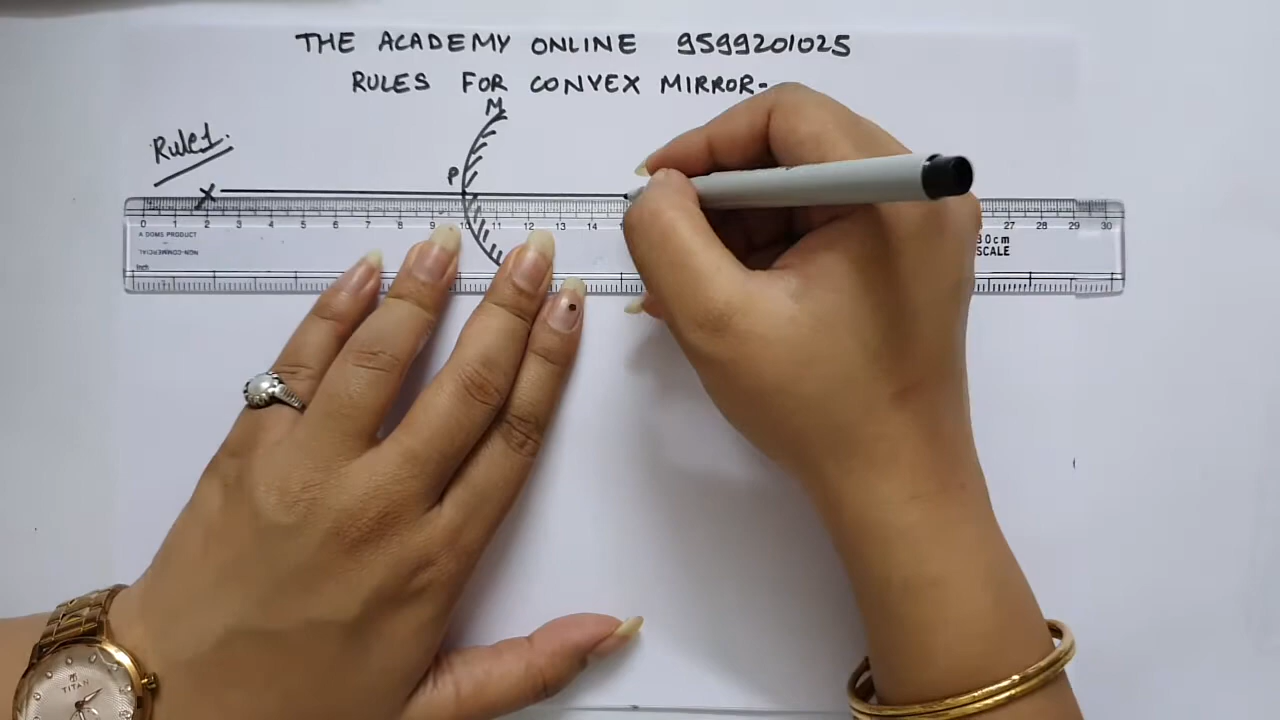 THE ACADEMY ONLINE 9599201025
RULES FOR CONVEX MIRROR-
M
Rule1.
P
X
0 1 2 3 4 5 6 7 8 9 10 11 12 13 14 27 28 29 30
A DOMS PRODUCT
NON-COMMERCIAL
Inch
30cm
SCALE
TITAN